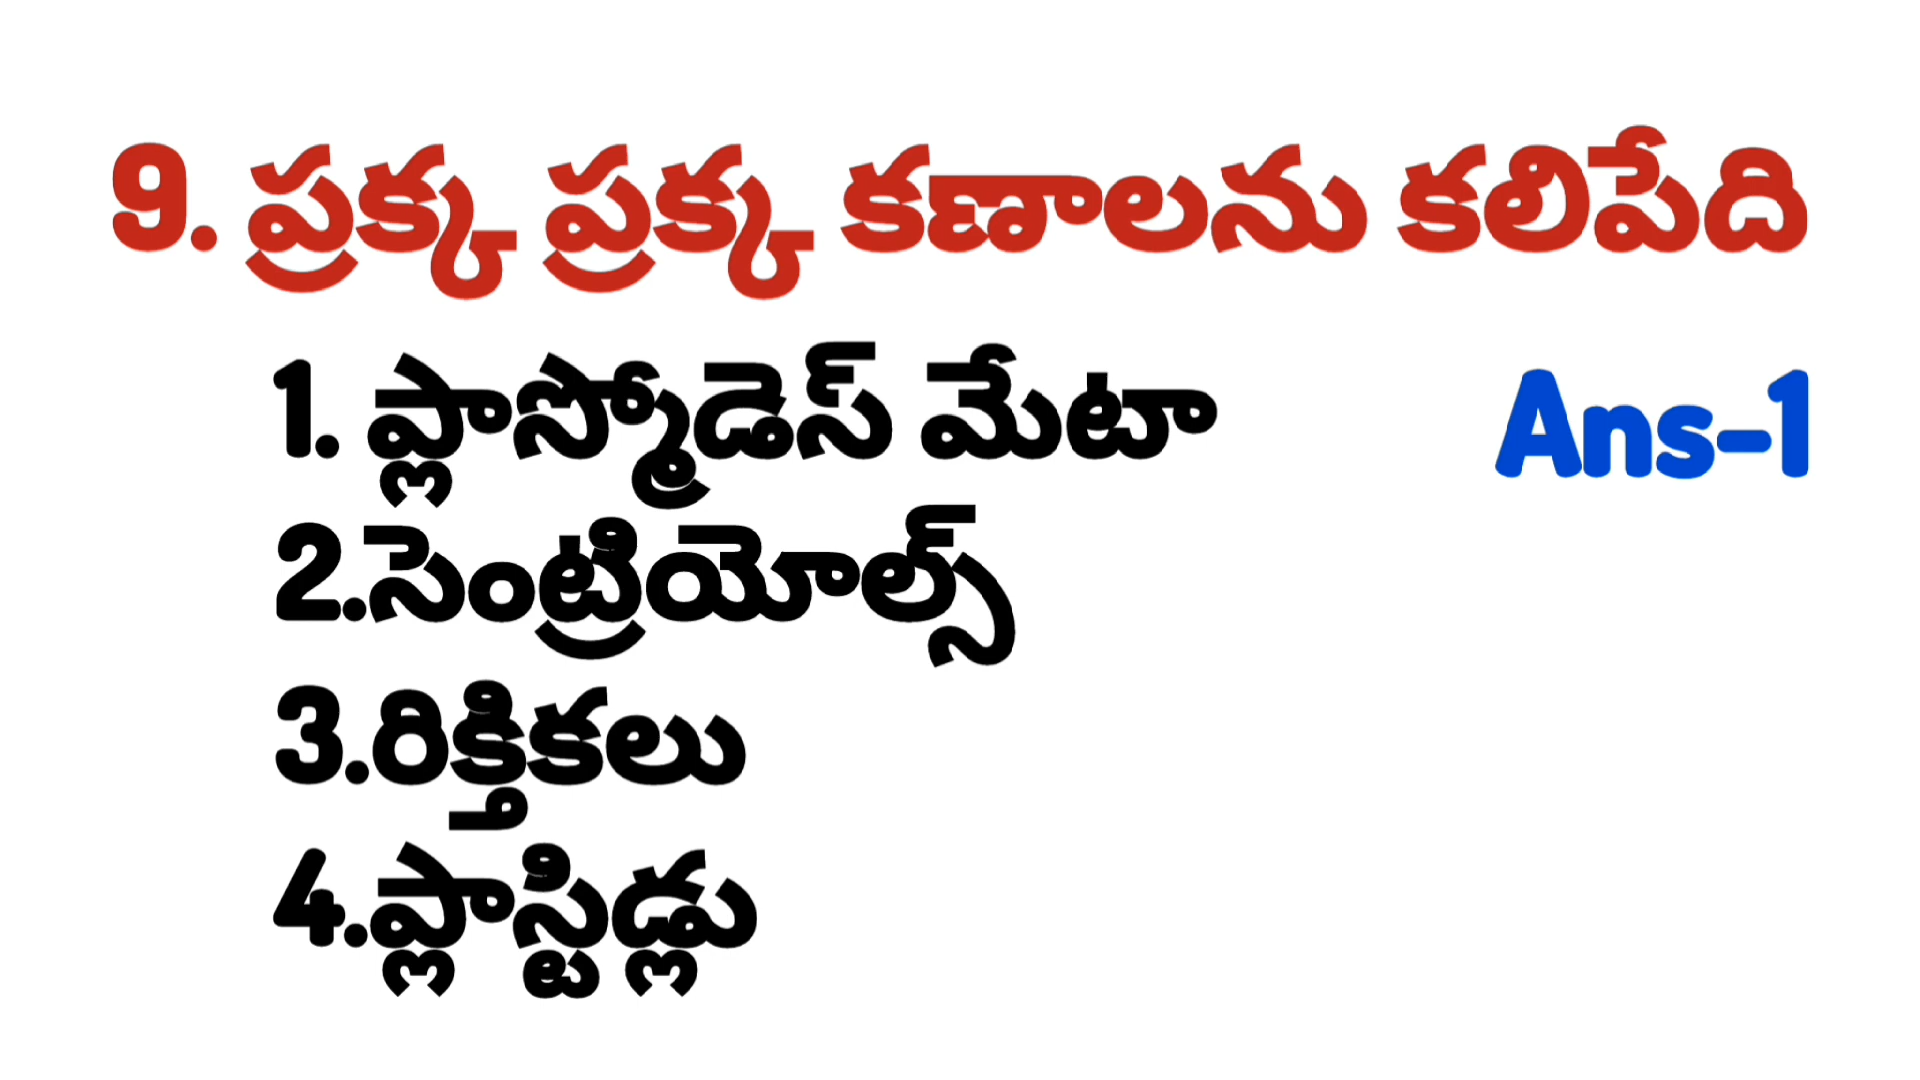 9. ప్రక్క ప్రక్క కణాలను కలిపేది
1. ప్లాస్మోడెస్ మేటా
Ans-1
2.సెంట్రియోల్స్
3.రిక్తికలు
4.ప్లాస్టిడ్లు